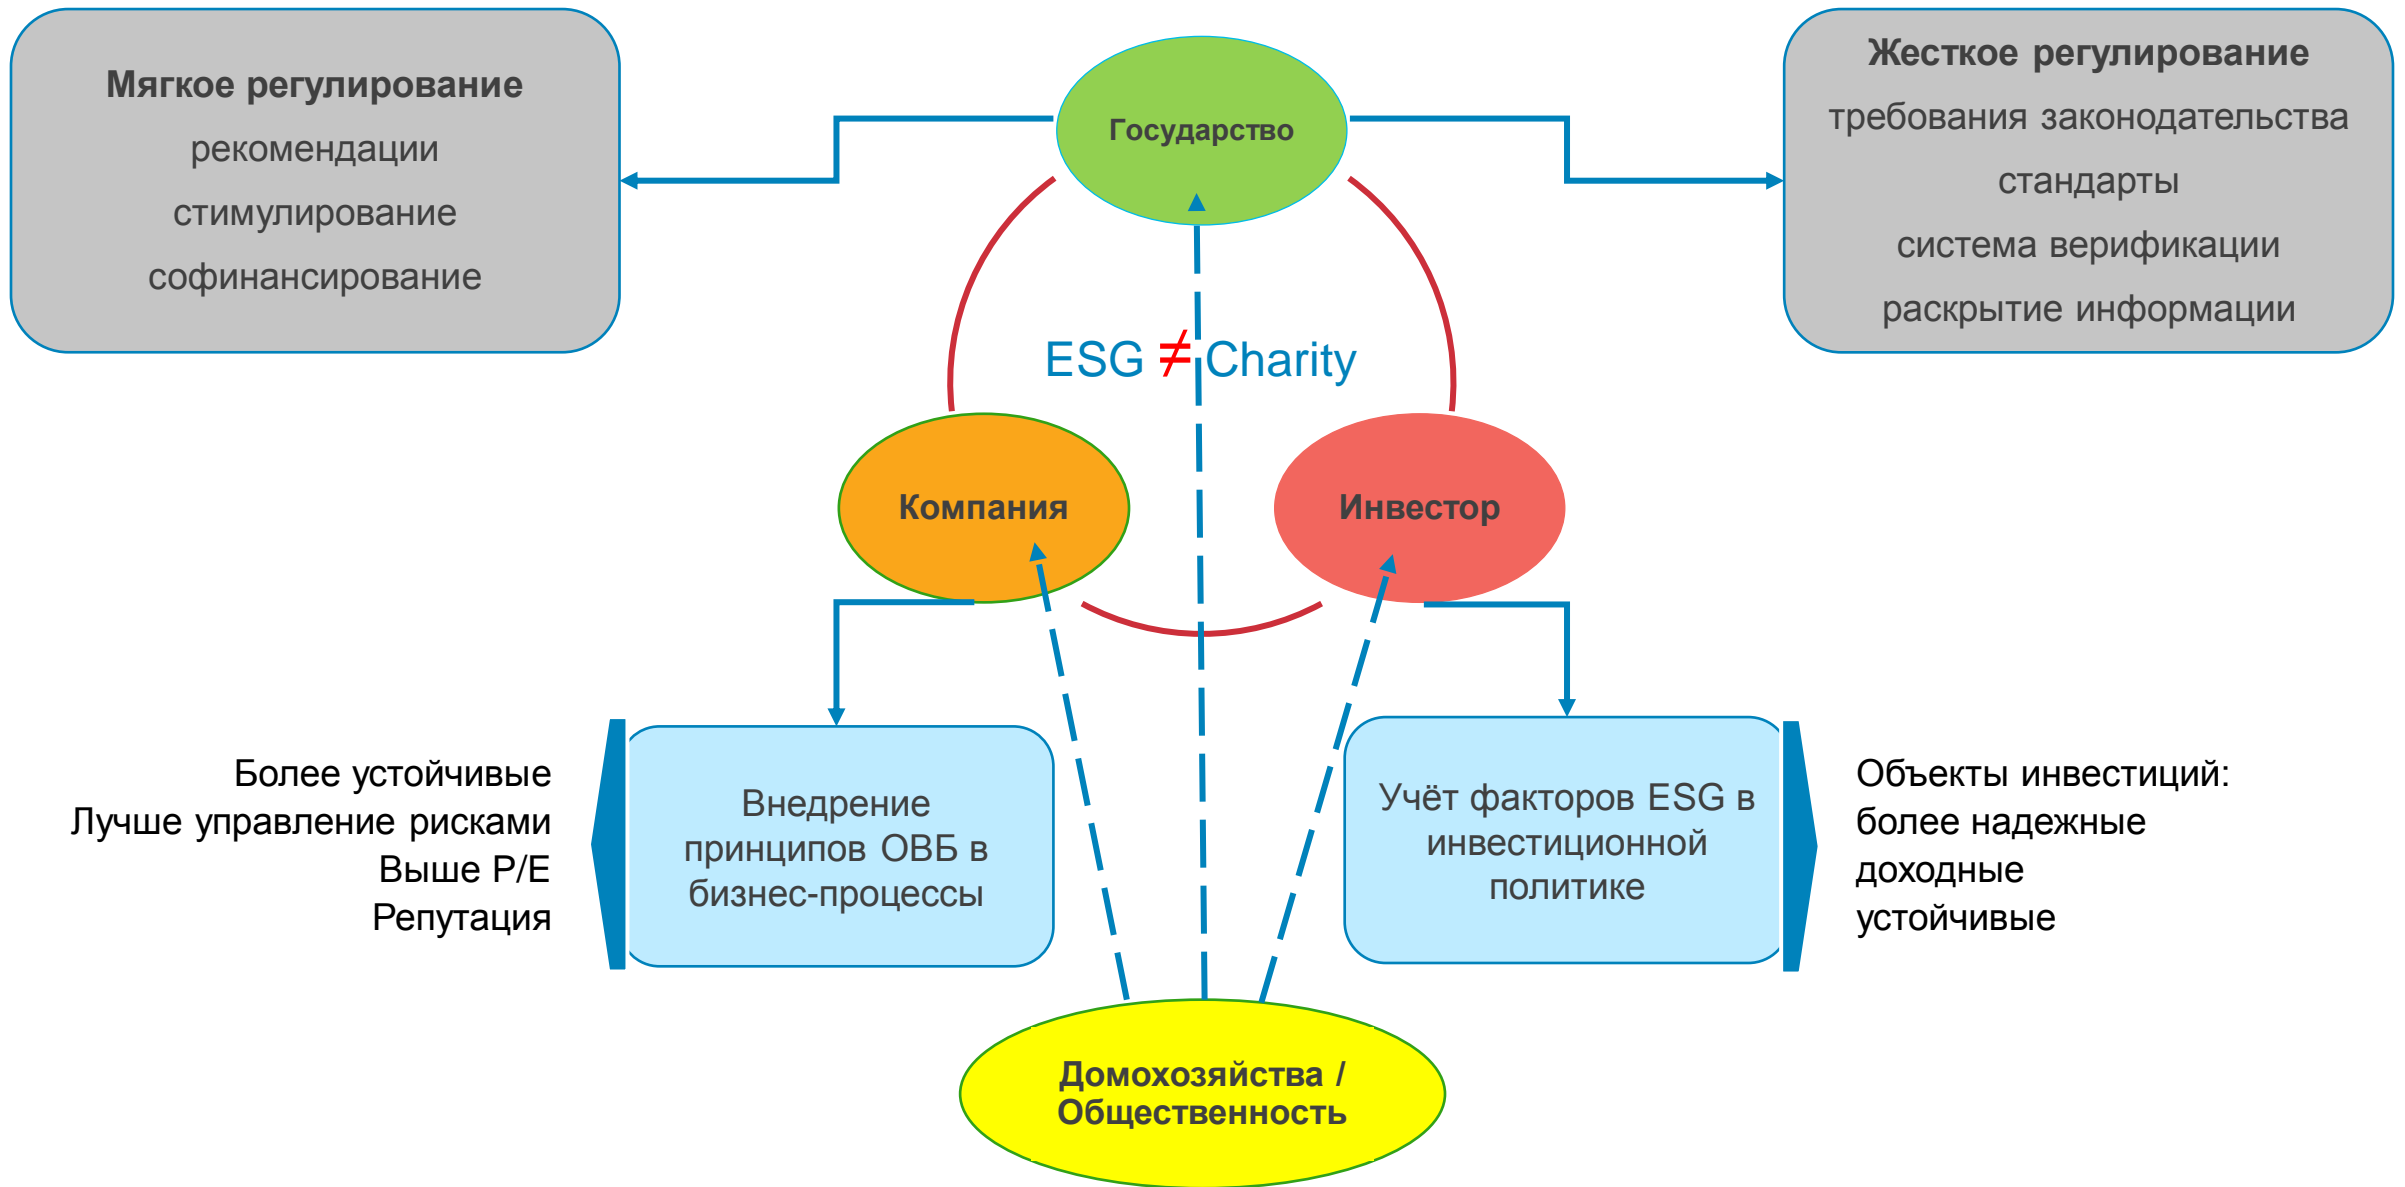 Мягкое регулирование
рекомендации
стимулирование
софинансирование
Государство
Жесткое регулирование
требования законодательства
стандарты
система верификации
раскрытие информации
ESG ≠ Charity
Компания
Инвестор
Более устойчивые
Лучше управление рисками
Выше P/E
Репутация
Внедрение
принципов ОВБ в
бизнес-процессы
Учёт факторов ESG в
инвестиционной
политике
Объекты инвестиций:
более надежные
доходные
устойчивые
Домохозяйства /
Общественность